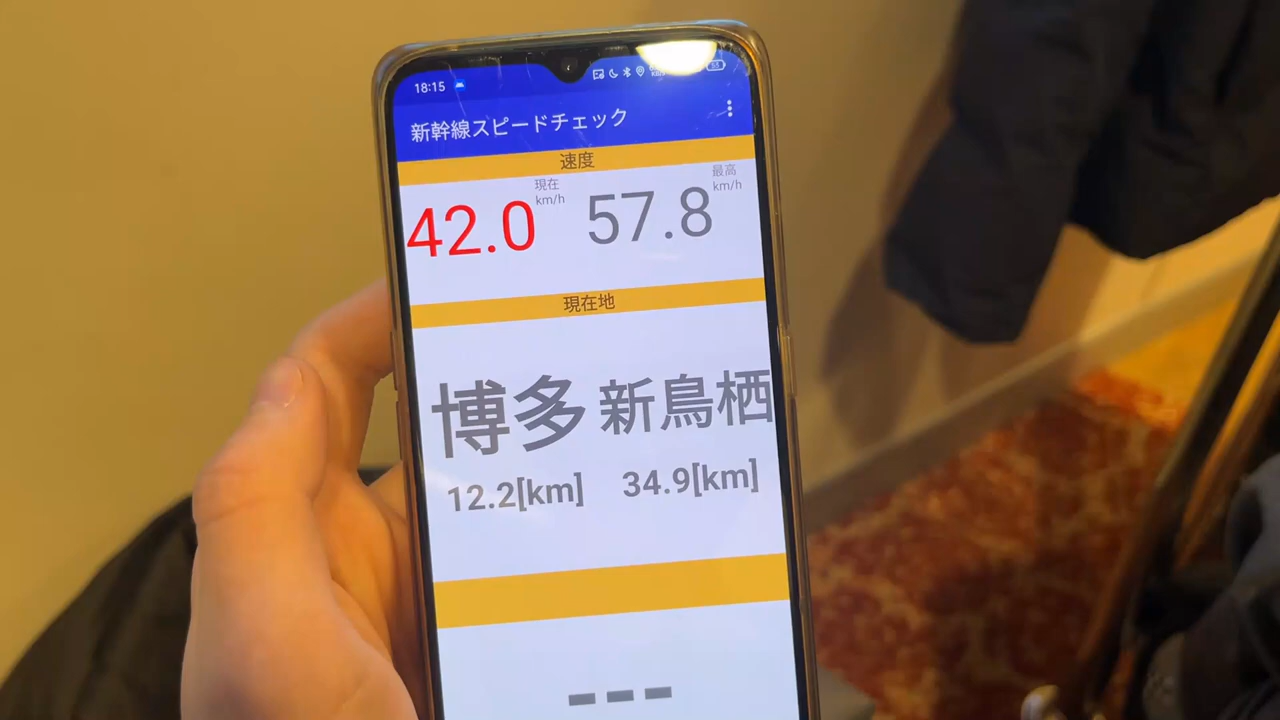 18:15
新幹線スピードチェック
速度
42.0 現在 km/h 57.8 最高 km/h
現在地
博多 新鳥栖
12.2[km] 34.9[km]
---